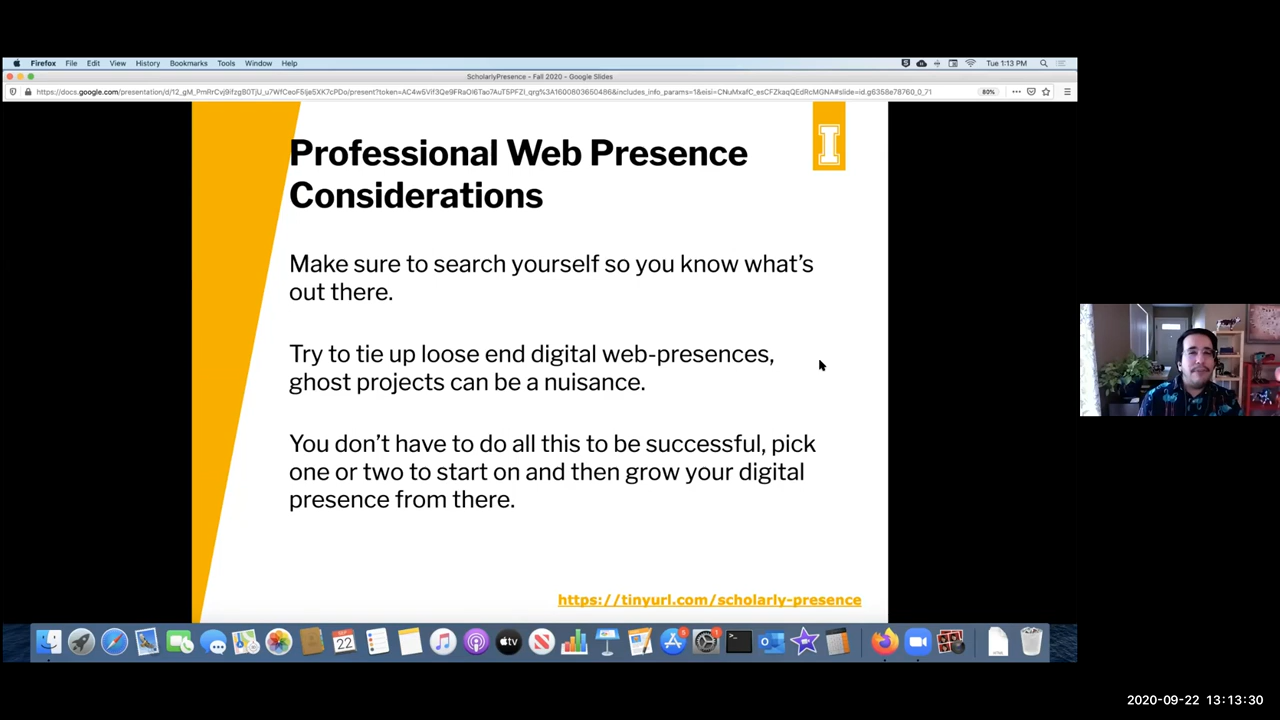 Firefox File Edit View History Bookmarks Tools Window Help Tue 1:13 PM
ScholarlyPresence - Fall 2020 - Google Slides
80%
I
Professional Web Presence
Considerations
Make sure to search yourself so you know what's
out there.
Try to tie up loose end digital web-presences,
ghost projects can be a nuisance.
You don't have to do all this to be successful, pick
one or two to start on and then grow your digital
presence from there.
https://tinyurl.com/scholarly-presence
SEP
22
tv
2020-09-22 13:13:30